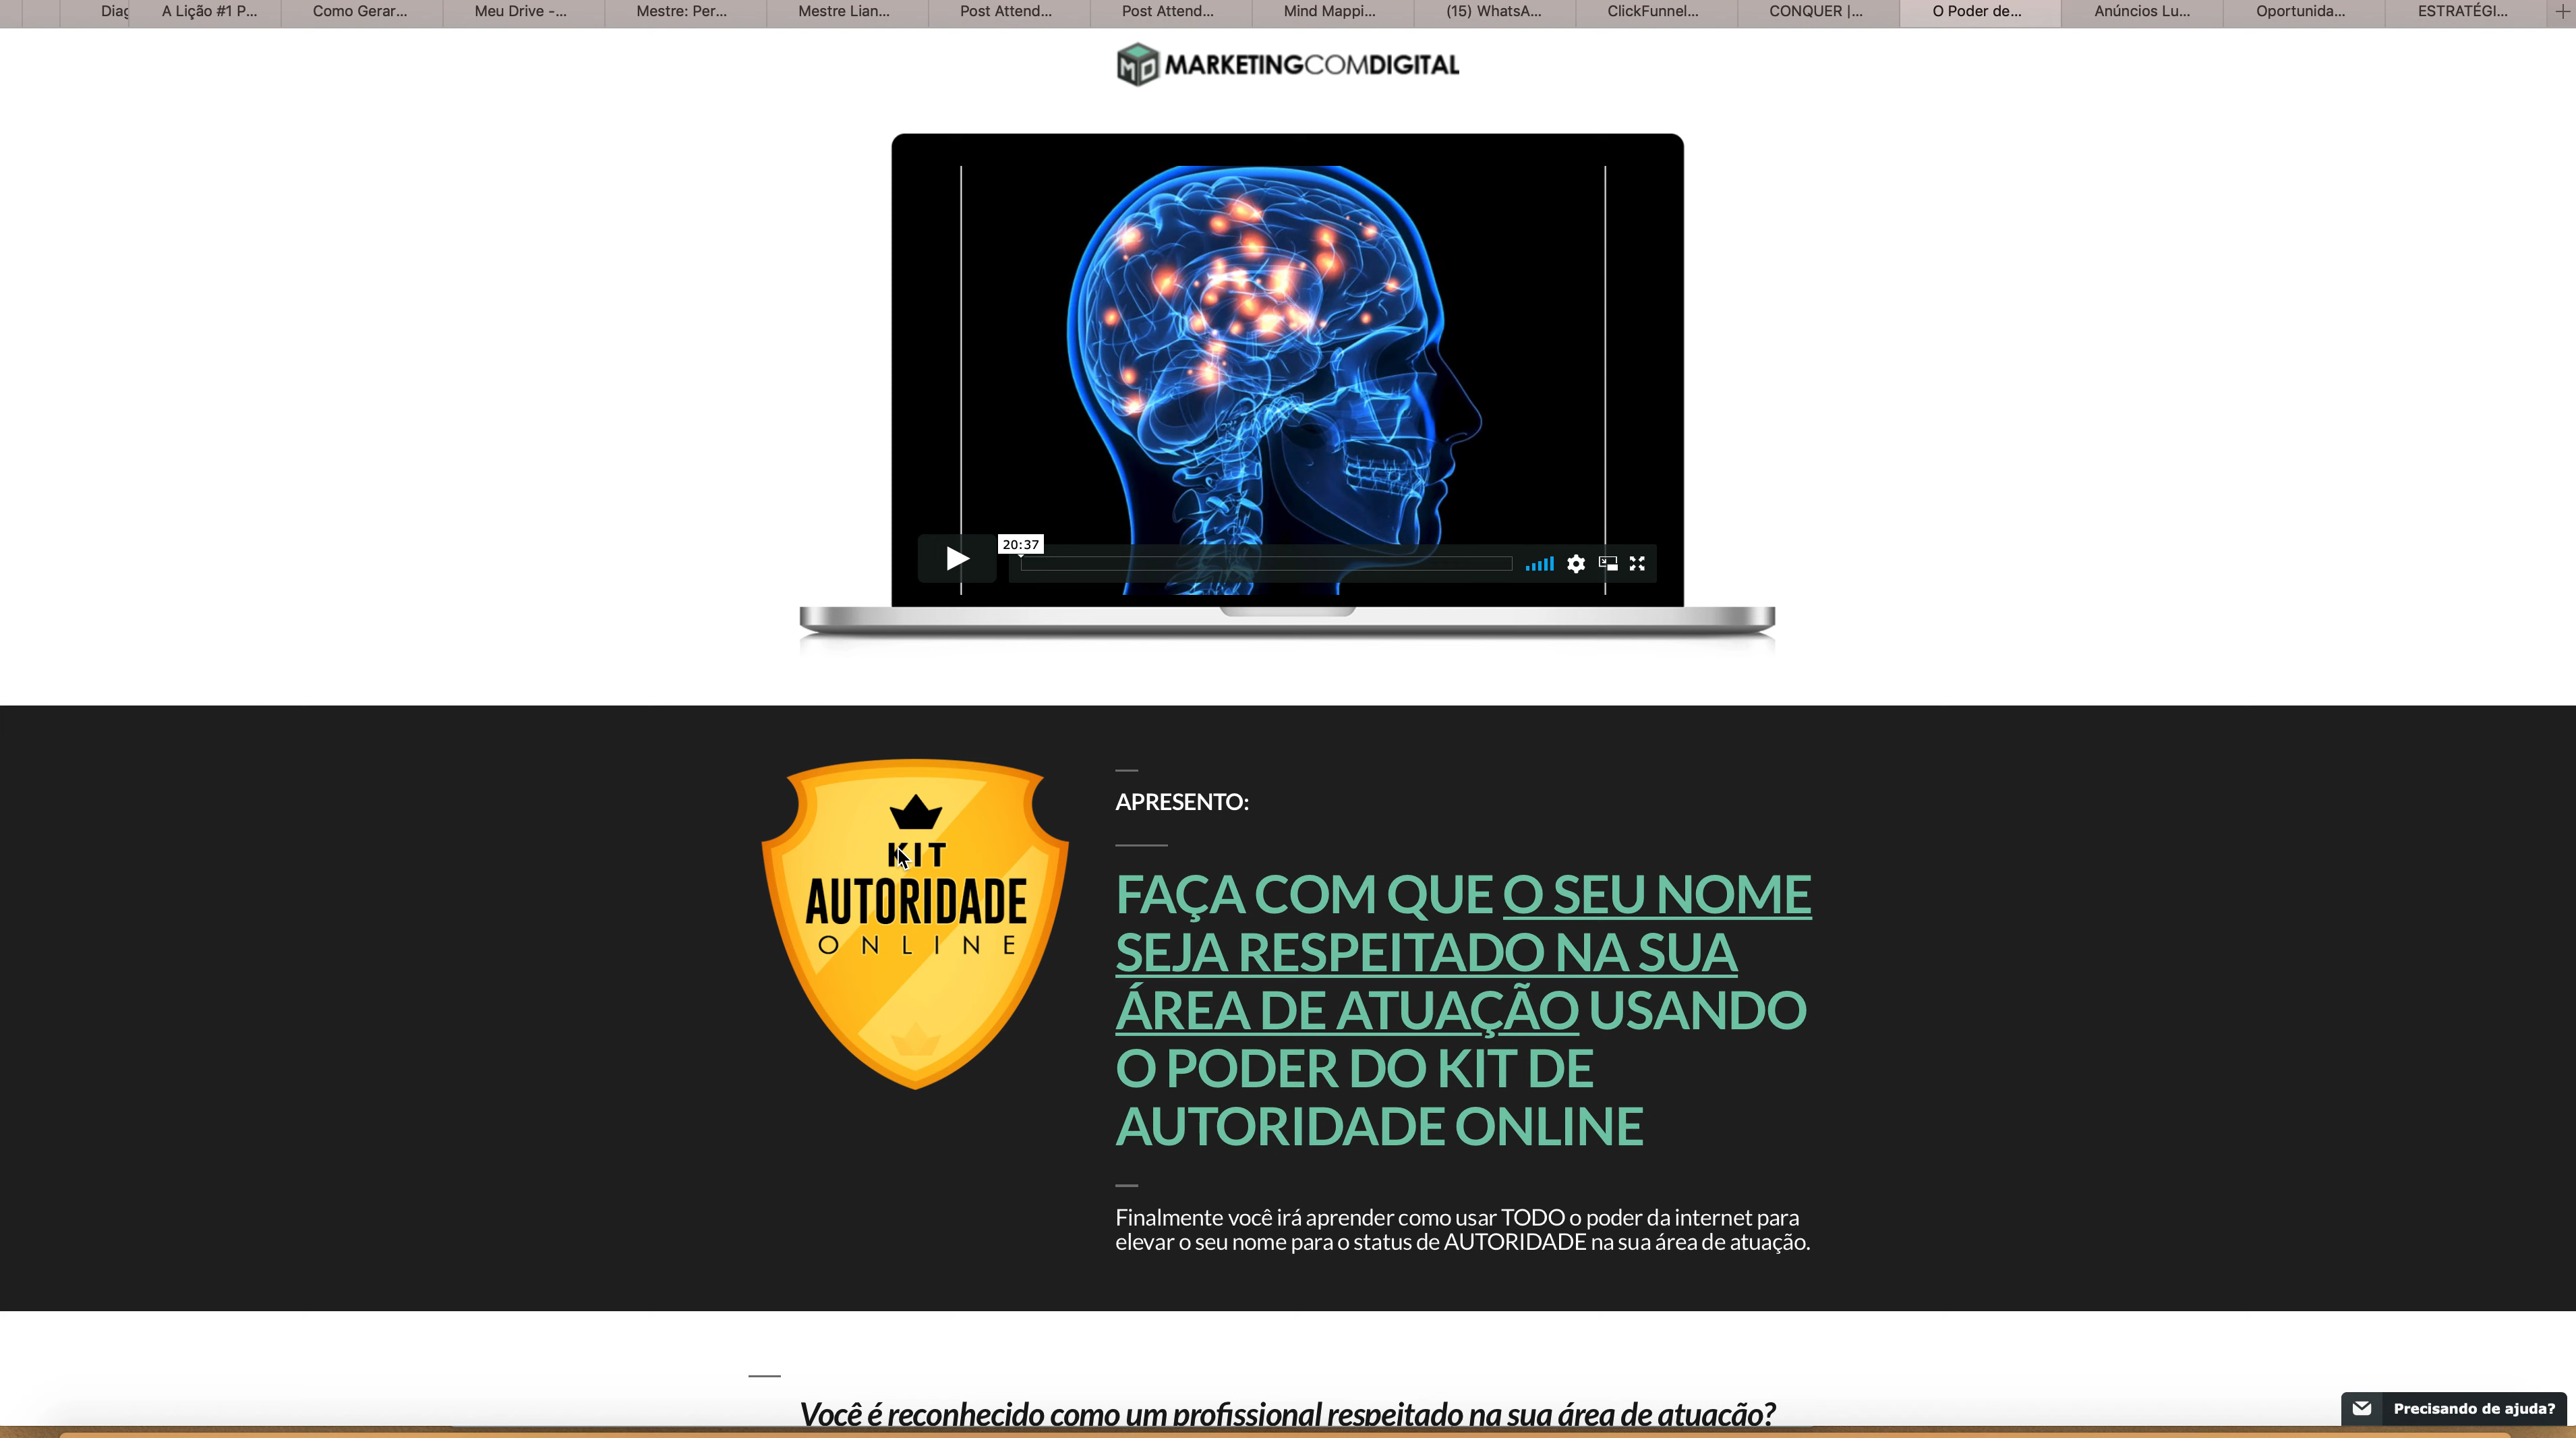 Diag
A Lição #1 P...
Como Gerar...
Meu Drive -...
Mestre: Per...
Mestre Lian...
Post Attend...
Post Attend...
Mind Mappi...
(15) WhatsA...
ClickFunnel...
CONQUER |...
O Poder de...
Anúncios Lu...
Oportunida...
ESTRATÉGI...
MD MARKETINGCOMDIGITAL
20:37
KIT
AUTORIDADE
ONLINE
APRESENTO:
FAÇA COM QUE O SEU NOME
SEJA RESPEITADO NA SUA
ÁREA DE ATUAÇÃO USANDO
O PODER DO KIT DE
AUTORIDADE ONLINE
Finalmente você irá aprender como usar TODO o poder da internet para
elevar o seu nome para o status de AUTORIDADE na sua área de atuação.
Você é reconhecido como um profissional respeitado na sua área de atuação?
Precisando de ajuda?